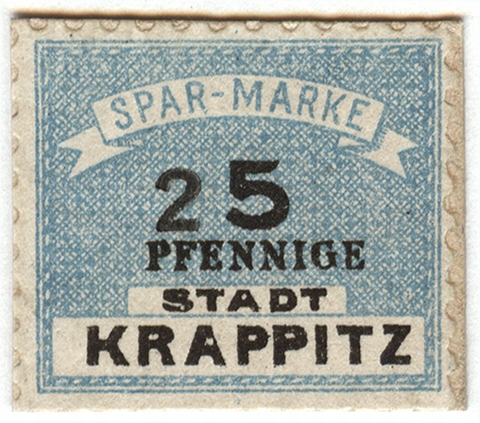 SPAR-MARKE
25
PFENNIGE
STADT
KRAPPITZ